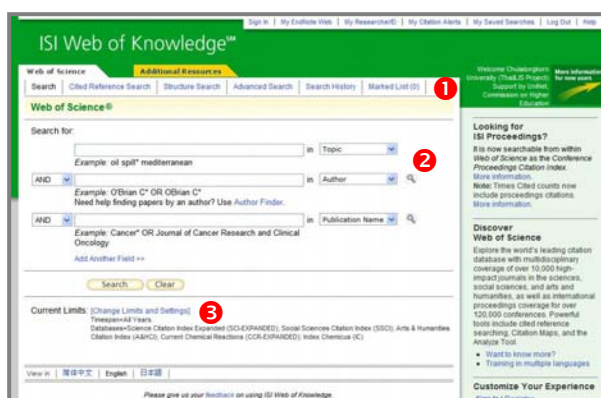 Sign In | My EndNote Web | My ResearcherID | My Citation Alerts | My Saved Searches | Log Out | Help
ISI Web of Knowledge℠
Web of Science
Additional Resources
Search | Cited Reference Search | Structure Search | Advanced Search | Search History | Marked List (0)
1
Welcome Chulalongkorn
University (ThaiLIS Project)
Support by UniNet,
Commission on Higher
Education
More information
for new users
Web of Science®
Search for:
in Topic
Example: oil spill* mediterranean
2
AND in Author
Example: O'Brian C* OR OBrian C*
Need help finding papers by an author? Use Author Finder.
AND in Publication Name
Example: Cancer* OR Journal of Cancer Research and Clinical
Oncology
Add Another Field >>
Search Clear
Current Limits: [Change Limits and Settings]
3
Timespan=All Years.
Databases=Science Citation Index Expanded (SCI-EXPANDED); Social Sciences Citation Index (SSCI); Arts & Humanities
Citation Index (A&HCI); Current Chemical Reactions (CCR-EXPANDED); Index Chemicus (IC)
View in | 简体中文 | English | 日本語
Please give us your feedback on using ISI Web of Knowledge.
Looking for
ISI Proceedings?
It is now searchable from within
Web of Science as the Conference
Proceedings Citation Index.
More information.
Note: Times Cited counts now
include proceedings citations.
More information.
Discover
Web of Science
Explore the world's leading citation
database with multidisciplinary
coverage of over 10,000 high-
impact journals in the sciences,
social sciences, and arts and
humanities, as well as international
proceedings coverage for over
120,000 conferences. Powerful
tools include cited reference
searching, Citation Maps, and the
Analyze Tool.
• Want to know more?
• Training in multiple languages
Customize Your Experience